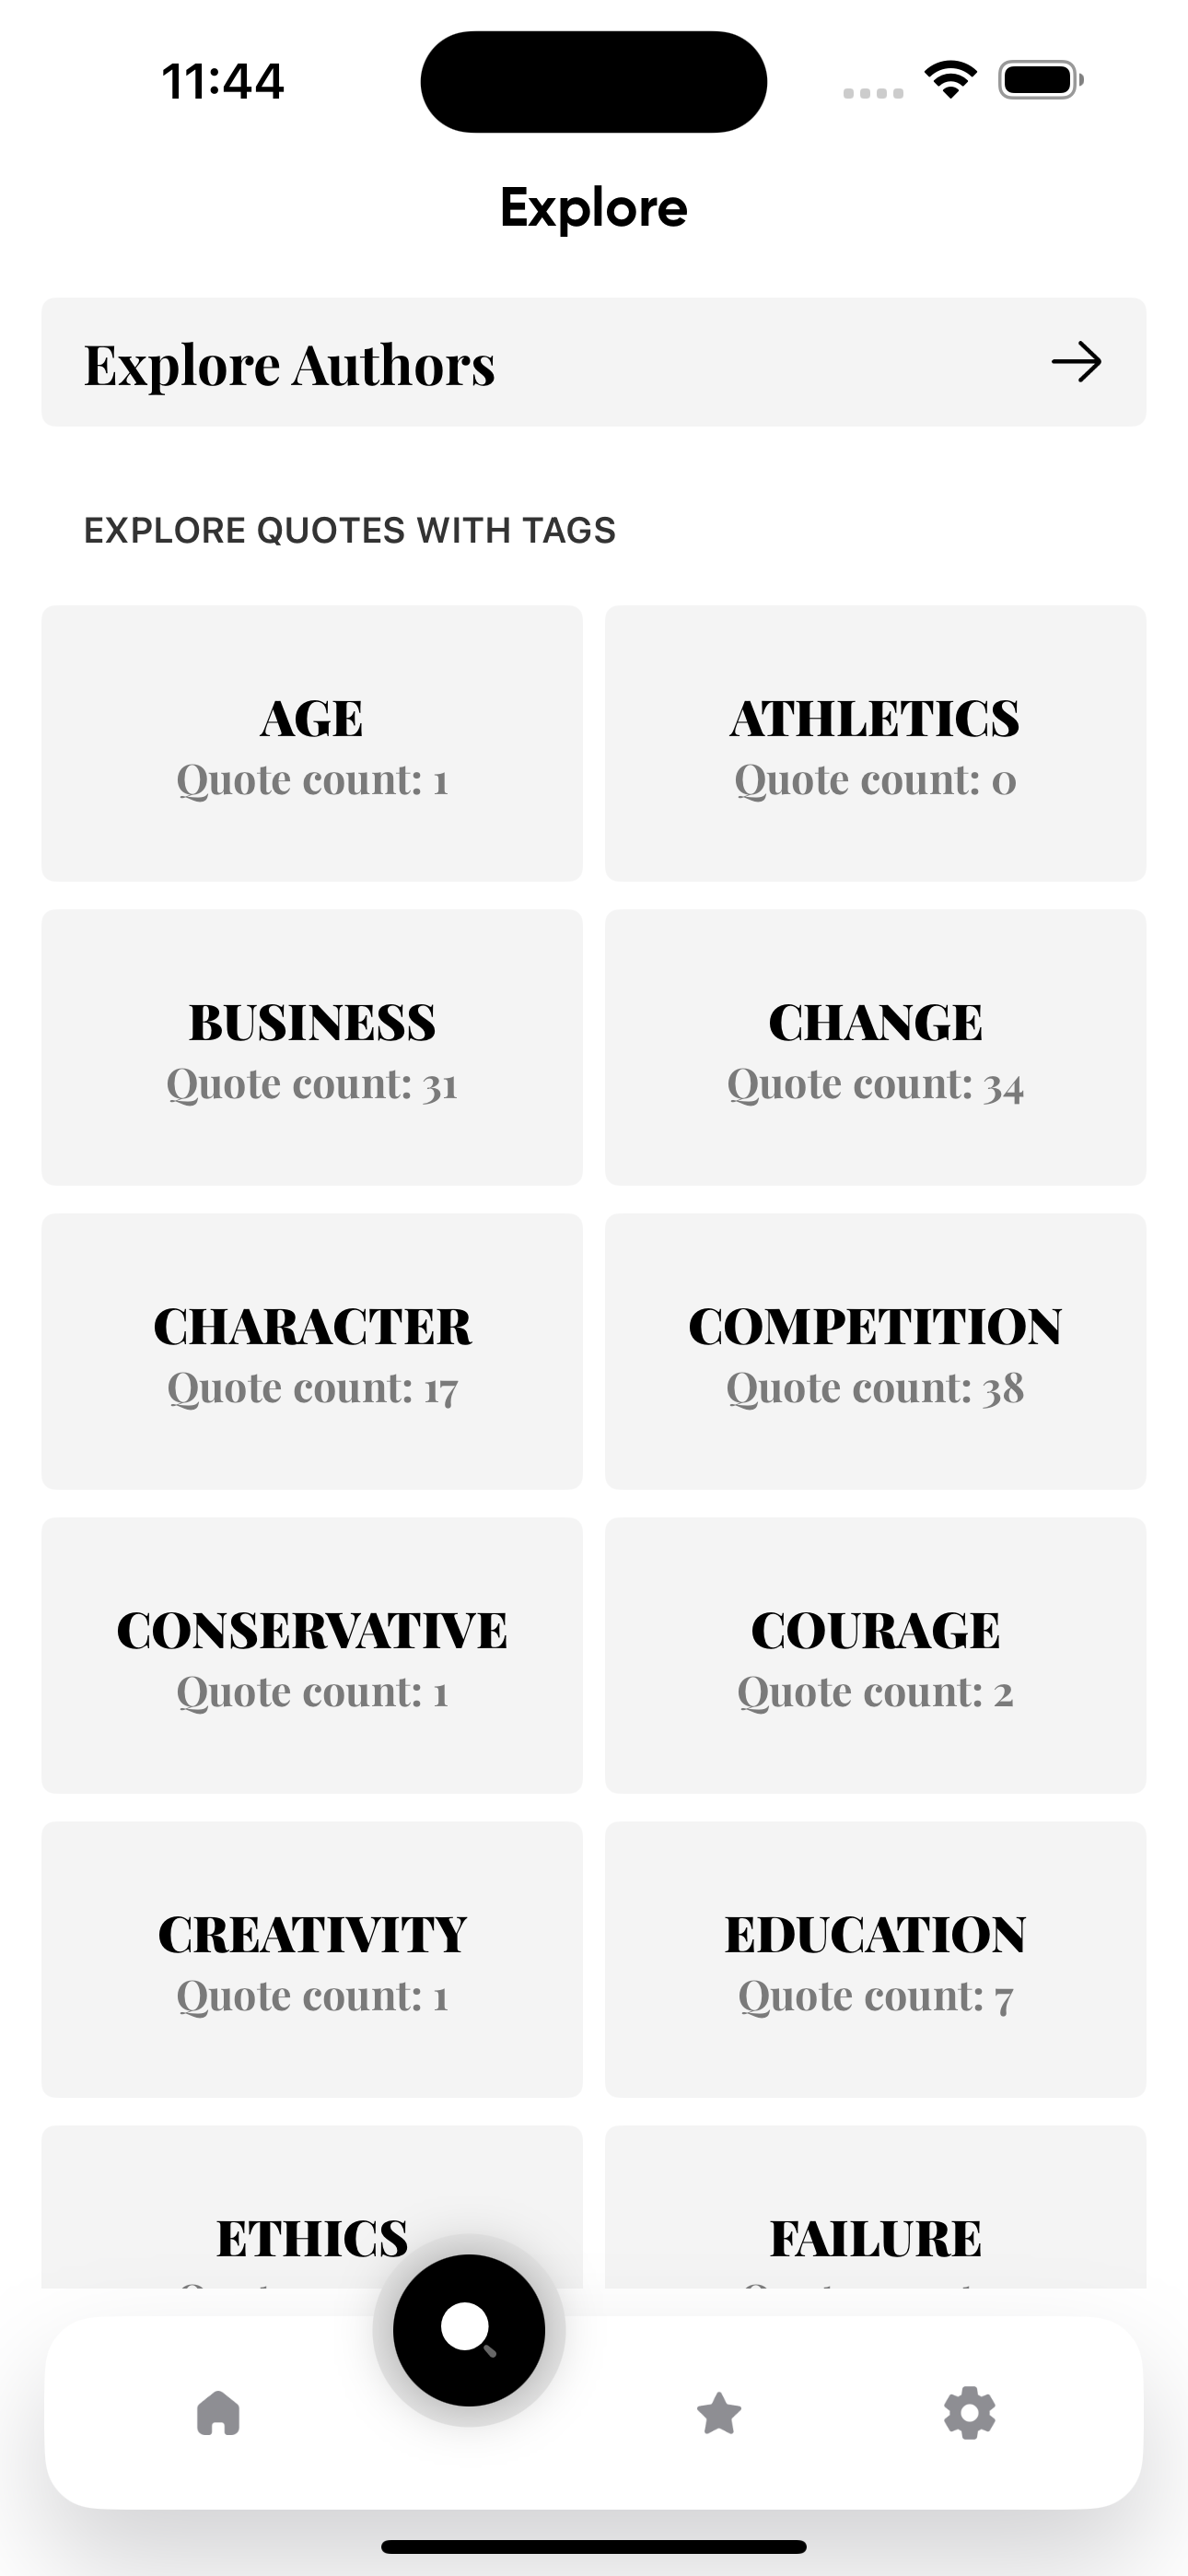 11:44
Explore
Explore Authors
EXPLORE QUOTES WITH TAGS
AGE
Quote count: 1
ATHLETICS
Quote count: 0
BUSINESS
Quote count: 31
CHANGE
Quote count: 34
CHARACTER
Quote count: 17
COMPETITION
Quote count: 38
CONSERVATIVE
Quote count: 1
COURAGE
Quote count: 2
CREATIVITY
Quote count: 1
EDUCATION
Quote count: 7
ETHICS
FAILURE